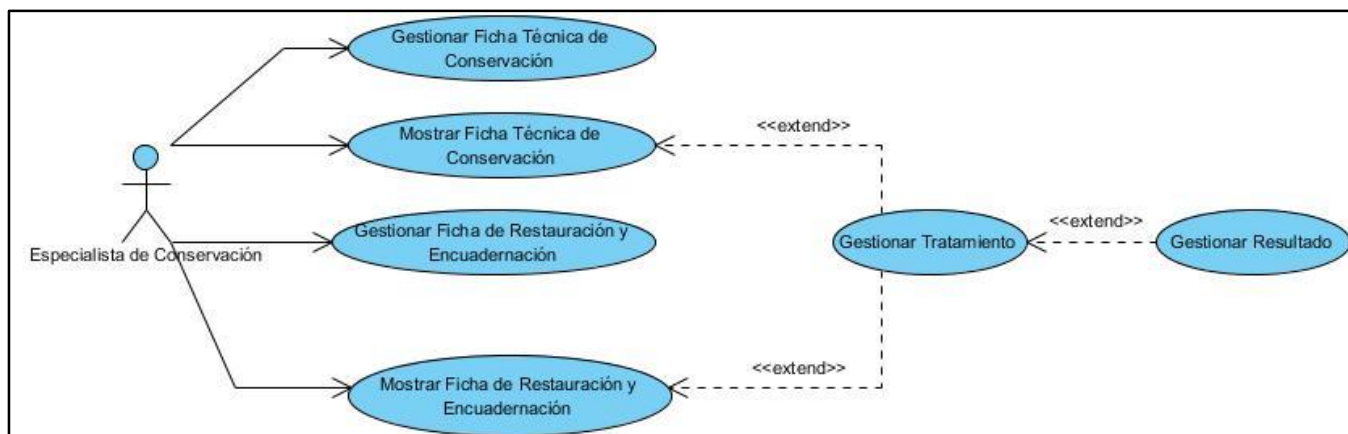 Gestionar Ficha Técnica de
Conservación
Mostrar Ficha Técnica de
Conservación
<<extend>>
Especialista de Conservación
Gestionar Ficha de Restauración y
Encuadernación
Gestionar Tratamiento
<<extend>>
Gestionar Resultado
<<extend>>
Mostrar Ficha de Restauración y
Encuadernación